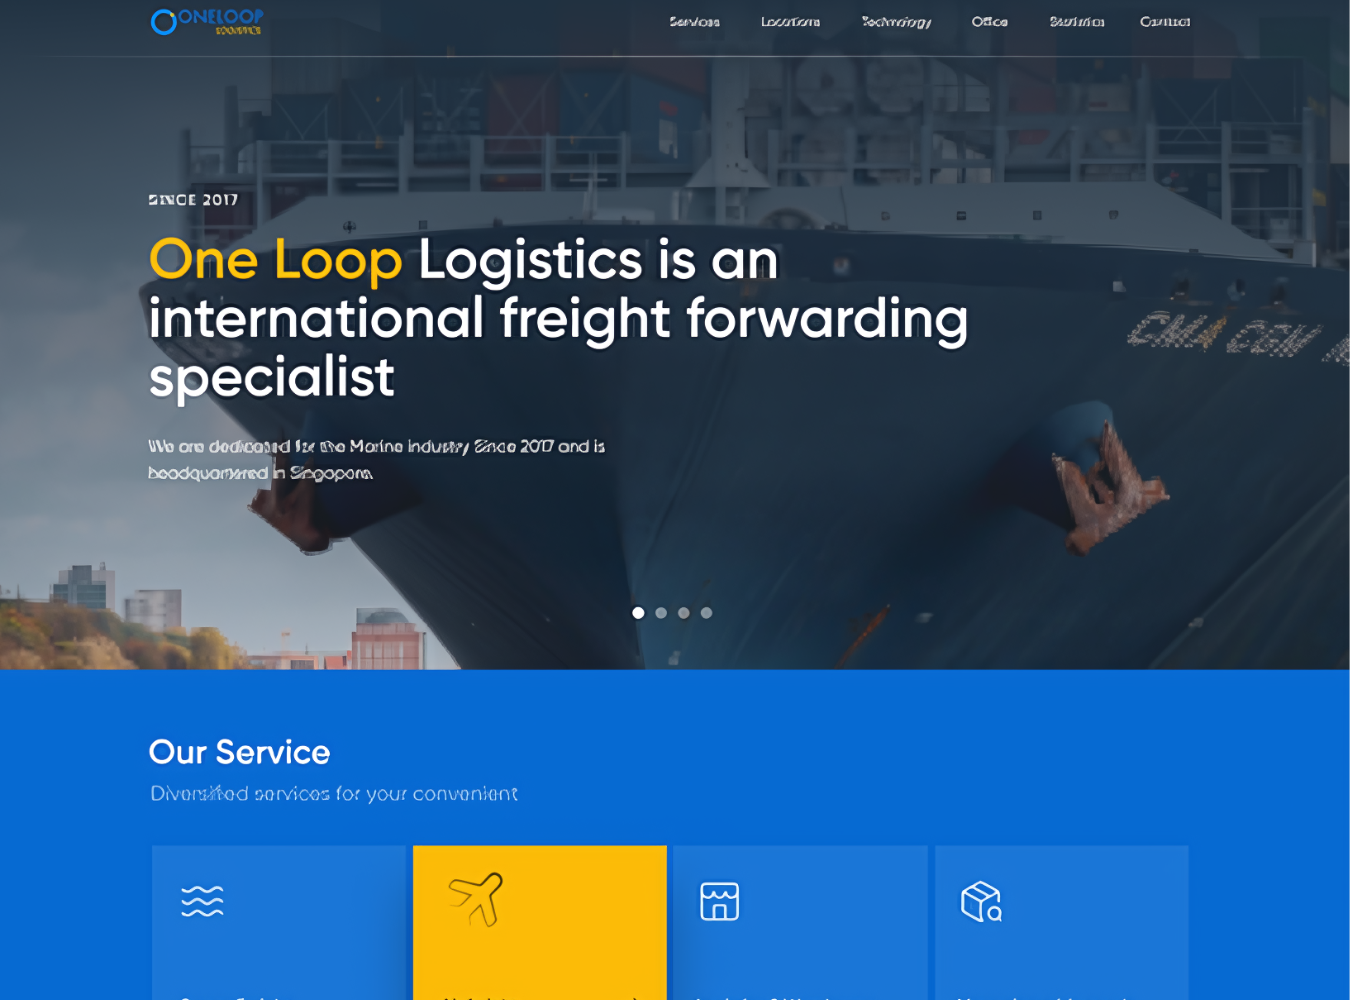 ONELOOP
LOGISTICS
Services Locations Technology Office Statistics Contact
SINCE 2017
One Loop Logistics is an
international freight forwarding
specialist
We are dedicated for the Marine industry Since 2017 and is
headquartered in Singapore.
CMA CGM
Our Service
Diversified services for your convenient